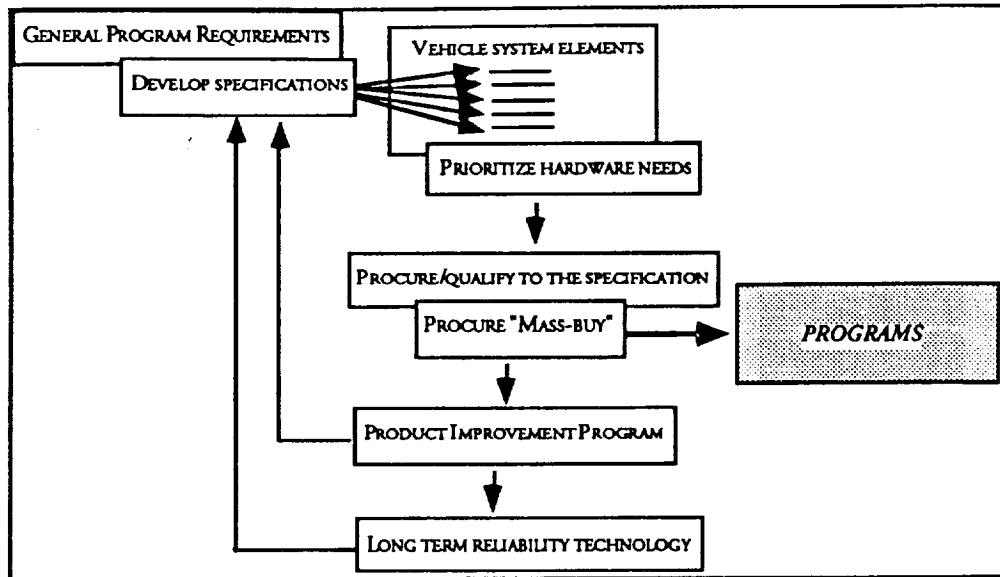 GENERAL PROGRAM REQUIREMENTS
DEVELOP SPECIFICATIONS
VEHICLE SYSTEM ELEMENTS
PRIORITIZE HARDWARE NEEDS
PROCURE/QUALIFY TO THE SPECIFICATION
PROCURE "MASS-BUY"
PROGRAMS
PRODUCT IMPROVEMENT PROGRAM
LONG TERM RELIABILITY TECHNOLOGY